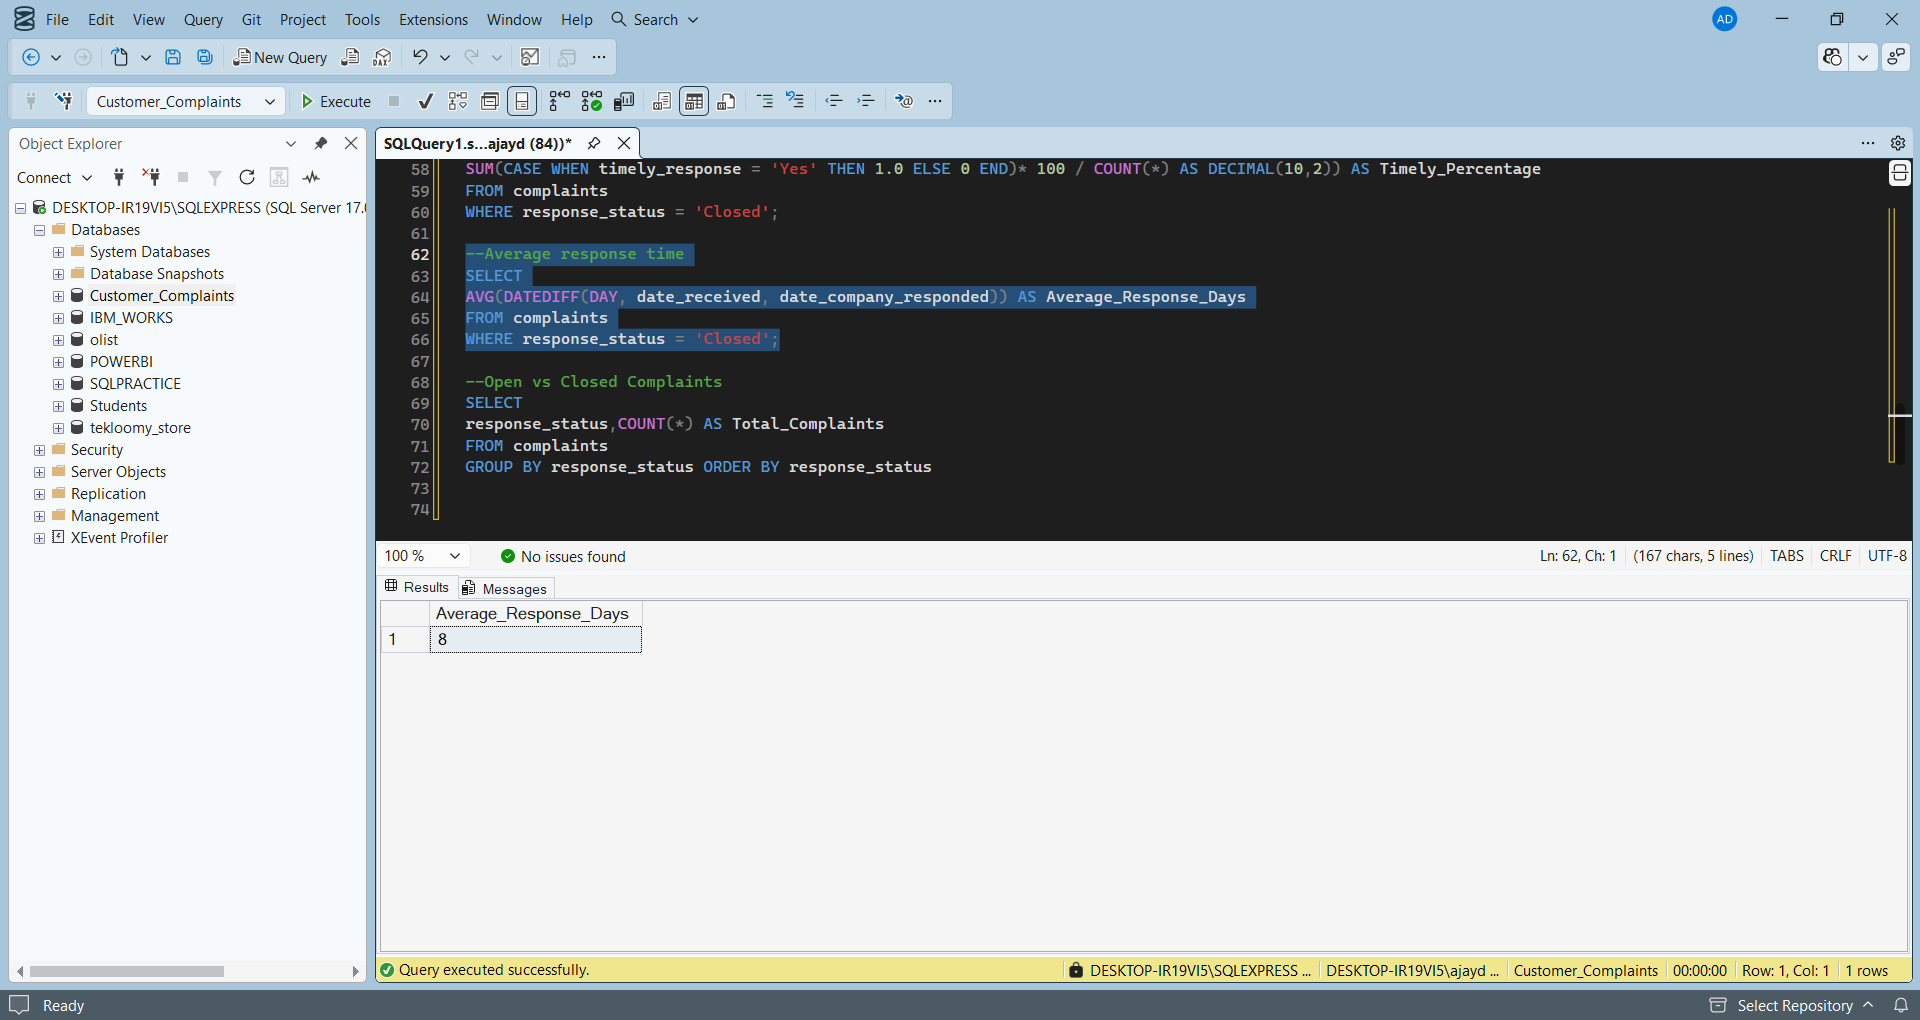 File Edit View Query Git Project Tools Extensions Window Help Search AD
New Query DAX
Customer_Complaints Execute
Object Explorer
Connect
DESKTOP-IR19VI5\SQLEXPRESS (SQL Server 17.
Databases
System Databases
Database Snapshots
Customer_Complaints
IBM_WORKS
olist
POWERBI
SQLPRACTICE
Students
tekloomy_store
Security
Server Objects
Replication
Management
XEvent Profiler
SQLQuery1.s...ajayd (84))*
58 SUM(CASE WHEN timely_response = 'Yes' THEN 1.0 ELSE 0 END)* 100 / COUNT(*) AS DECIMAL(10,2)) AS Timely_Percentage
59 FROM complaints
60 WHERE response_status = 'Closed';
61
62 --Average response time
63 SELECT
64 AVG(DATEDIFF(DAY, date_received, date_company_responded)) AS Average_Response_Days
65 FROM complaints
66 WHERE response_status = 'Closed';
67
68 --Open vs Closed Complaints
69 SELECT
70 response_status,COUNT(*) AS Total_Complaints
71 FROM complaints
72 GROUP BY response_status ORDER BY response_status
73
74
100 % No issues found Ln: 62, Ch: 1 (167 chars, 5 lines) TABS CRLF UTF-8
Results Messages
Average_Response_Days
1 8
Query executed successfully. DESKTOP-IR19VI5\SQLEXPRESS ... DESKTOP-IR19VI5\ajayd ... Customer_Complaints 00:00:00 Row: 1, Col: 1 1 rows
Ready Select Repository